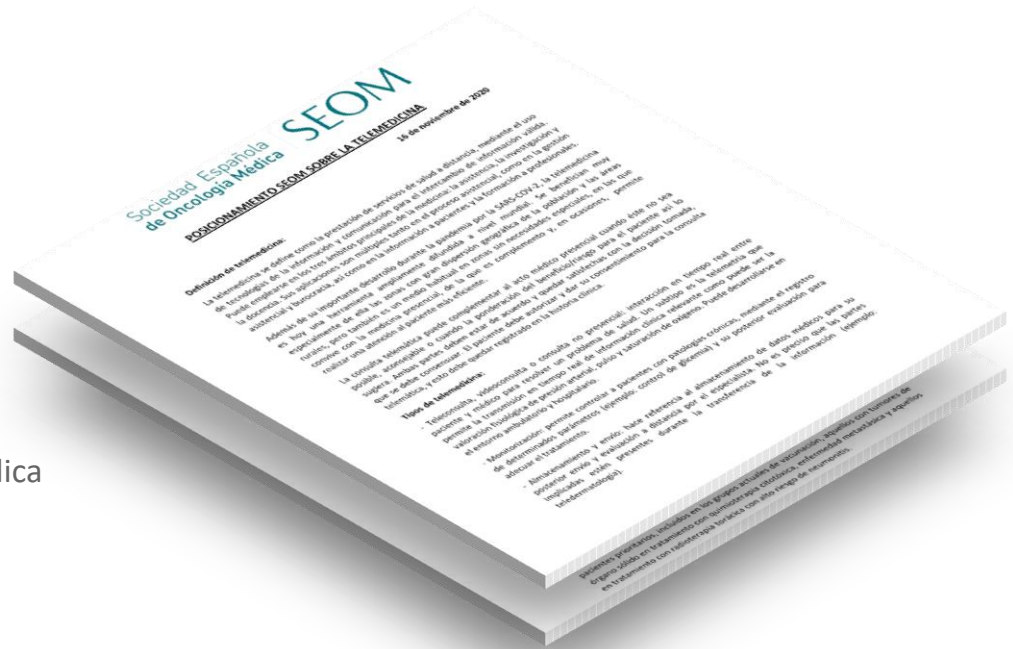 Sociedad Española
de Oncología Médica
SEOM
POSICIONAMIENTO SEOM SOBRE LA TELEMEDICINA
16 de noviembre de 2020
Definición de telemedicina:
La telemedicina se define como la prestación de servicios de salud a distancia, mediante el uso
de tecnologías de la información y comunicación para el intercambio de información válida.
Puede emplearse en los tres ámbitos principales de la medicina: la asistencia, la investigación y
la docencia. Sus aplicaciones son múltiples tanto en el proceso asistencial, como en la gestión
asistencial y burocracia, así como en la información a pacientes y la formación a profesionales.
Además de su importante desarrollo durante la pandemia por la SARS-COV-2, la telemedicina
es hoy una herramienta ampliamente difundida a nivel mundial. Se benefician muy
especialmente de ella las zonas con gran dispersión geográfica de la población y las áreas
rurales, pero también es un medio habitual en zonas sin necesidades especiales, en las que
convive con la medicina presencial, de la que es complemento y, en ocasiones, permite
realizar una atención al paciente más eficiente.
La consulta telemática puede complementar al acto médico presencial cuando éste no sea
posible, aconsejable o cuando la ponderación del beneficio/riesgo para el paciente así lo
sugiera. Ambas partes deben estar de acuerdo y quedar satisfechas con la decisión tomada,
que se debe consensuar. El paciente debe autorizar y dar su consentimiento para la consulta
telemática, y esto debe quedar registrado en la historia clínica.
Tipos de telemedicina:
- Teleconsulta, videoconsulta o consulta no presencial: interacción en tiempo real entre
paciente y médico para resolver un problema de salud. Un subtipo es la telemetría que
permite la transmisión en tiempo real de información clínica relevante como puede ser la
valoración fisiológica de presión arterial, pulso y saturación de oxígeno. Puede desarrollarse en
el entorno ambulatorio y hospitalario.
- Monitorización: permite controlar a pacientes con patologías crónicas, mediante el registro
de determinados parámetros (ejemplo: control de glicemia) y su posterior evaluación para
adecuar el tratamiento.
- Almacenamiento y envío: hace referencia al almacenamiento de datos médicos para su
posterior envío y evaluación a distancia por el especialista. No es preciso que las partes
implicadas estén presentes durante la transferencia de la información (ejemplo:
teledermatología).
dica
pacientes prioritarios, incluidos en los grupos actuales de vacunación, aquellos con tumores de
órgano sólido en tratamiento con quimioterapia citotóxica, enfermedad metastásica y aquellos
en tratamiento con radioterapia torácica con alto riesgo de neumonitis.